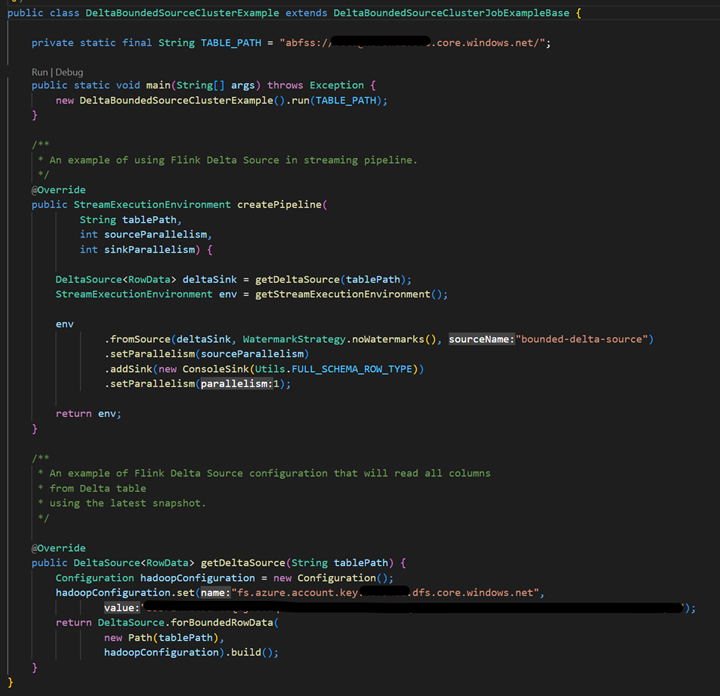 public class DeltaBoundedSourceClusterExample extends DeltaBoundedSourceClusterJobExampleBase {
private static final String TABLE_PATH = "abfss://.core.windows.net/";
Run | Debug
public static void main(String[] args) throws Exception {
new DeltaBoundedSourceClusterExample().run(TABLE_PATH);
}
/**
* An example of using Flink Delta Source in streaming pipeline.
*/
@Override
public StreamExecutionEnvironment createPipeline(
String tablePath,
int sourceParallelism,
int sinkParallelism) {
DeltaSource<RowData> deltaSink = getDeltaSource(tablePath);
StreamExecutionEnvironment env = getStreamExecutionEnvironment();
env
.fromSource(deltaSink, WatermarkStrategy.noWatermarks(), sourceName:"bounded-delta-source")
.setParallelism(sourceParallelism)
.addSink(new ConsoleSink(Utils.FULL_SCHEMA_ROW_TYPE))
.setParallelism(parallelism:1);
return env;
}
/**
* An example of Flink Delta Source configuration that will read all columns
* from Delta table
* using the latest snapshot.
*/
@Override
public DeltaSource<RowData> getDeltaSource(String tablePath) {
Configuration hadoopConfiguration = new Configuration();
hadoopConfiguration.set(name:"fs.azure.account.key..dfs.core.windows.net",
value:"");
return DeltaSource.forBoundedRowData(
new Path(tablePath),
hadoopConfiguration).build();
}
}